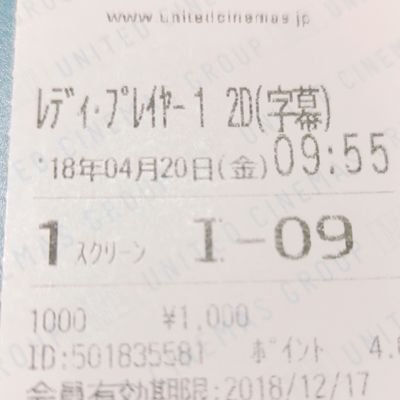 www.unitedcinemas.jp
レディ・プレイヤー1 2D(字幕)
'18年04月20日(金) 09:55
1 スクリーン I-09
1000 ¥1,000
ID:501835581 ポイント 4.
会員有効期限:2018/12/17